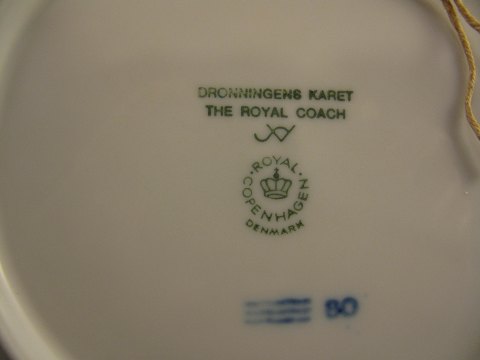 DRONNINGENS KARET
THE ROYAL COACH
ROYAL COPENHAGEN
DENMARK
80